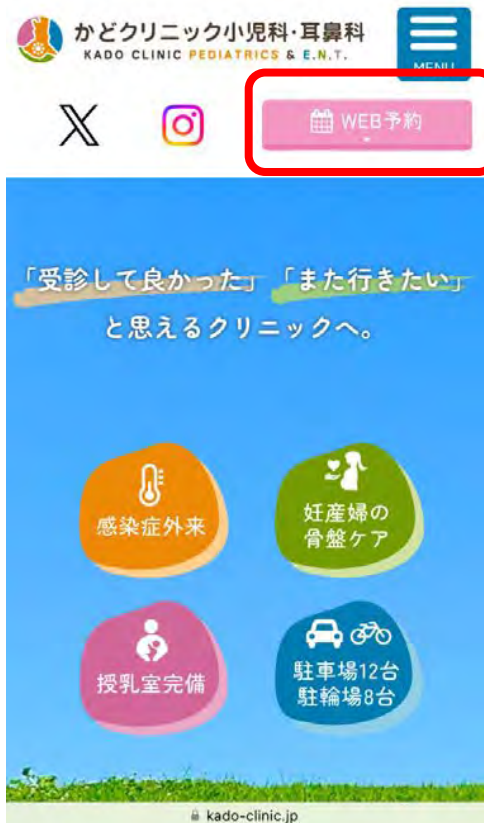 かどクリニック小児科・耳鼻科
KADO CLINIC PEDIATRICS & E.N.T.
MENU
WEB予約
「受診して良かった」「また行きたい」
と思えるクリニックへ。
感染症外来
妊産婦の
骨盤ケア
授乳室完備
駐車場12台
駐輪場8台
kado-clinic.jp